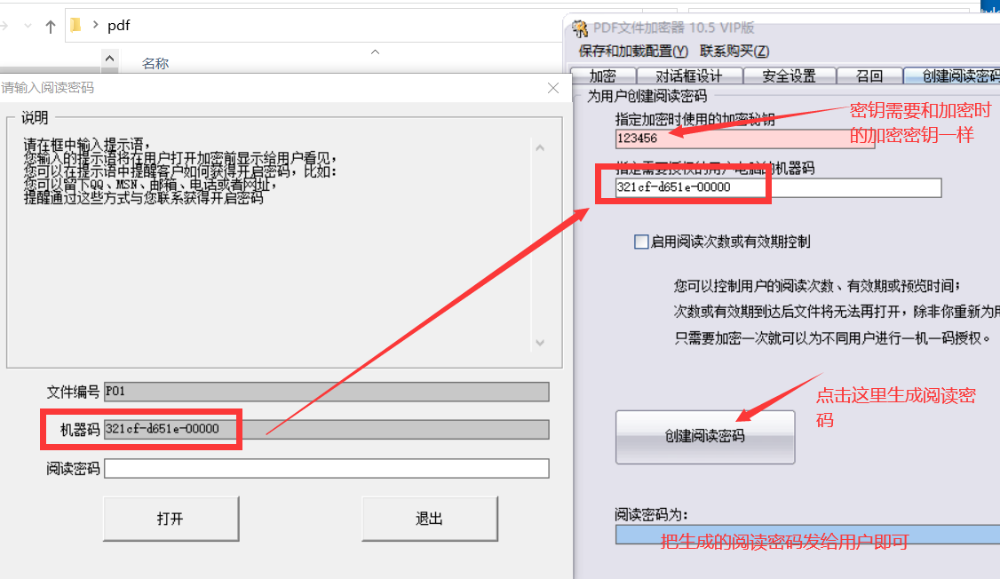 pdf
名称
请输入阅读密码
说明
请在框中输入提示语，
您输入的提示语将在用户打开加密前显示给用户看见，
您可以在提示语中提醒客户如何获得开启密码，比如：
您可以留下QQ、MSN、邮箱、电话或者网址，
提醒通过这些方式与您联系获得开启密码
文件编号 P01
机器码 321cf-d651e-00000
阅读密码
打开 退出
PDF文件加密器 10.5 VIP版
保存和加载配置(Y) 联系购买(Z)
加密 对话框设计 安全设置 召回 创建阅读密码
为用户创建阅读密码
指定加密时使用的加密秘钥
123456
密钥需要和加密时
的加密密钥一样
指定需要授权的用户电脑的机器码
321cf-d651e-00000
启用阅读次数或有效期控制
您可以控制用户的阅读次数、有效期或预览时间；
次数或有效期到达后文件将无法再打开，除非你重新为用
只需要加密一次就可以为不同用户进行一机一码授权。
点击这里生成阅读密
码
创建阅读密码
阅读密码为：
把生成的阅读密码发给用户即可